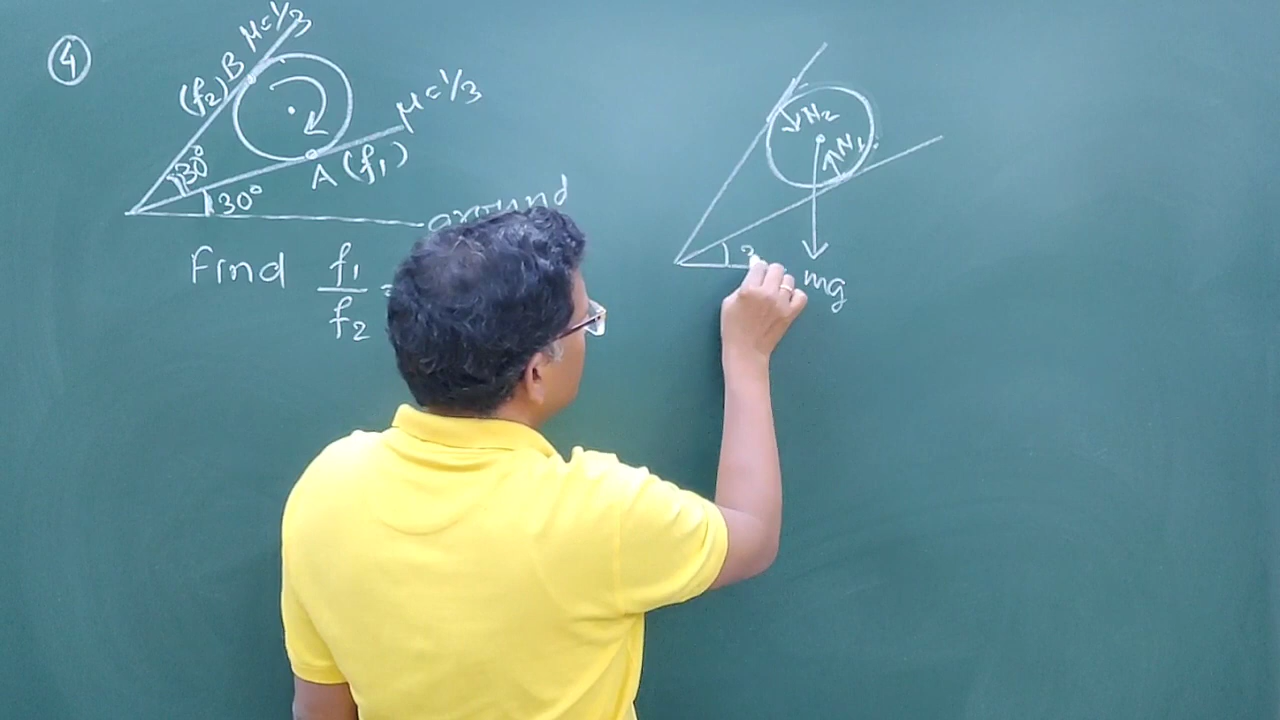 4
μ=1/3
(f₂) B
μ=1/3
30°
A (f₁)
30°
ground
Find f₁/f₂ =
N₂
N₁
mg